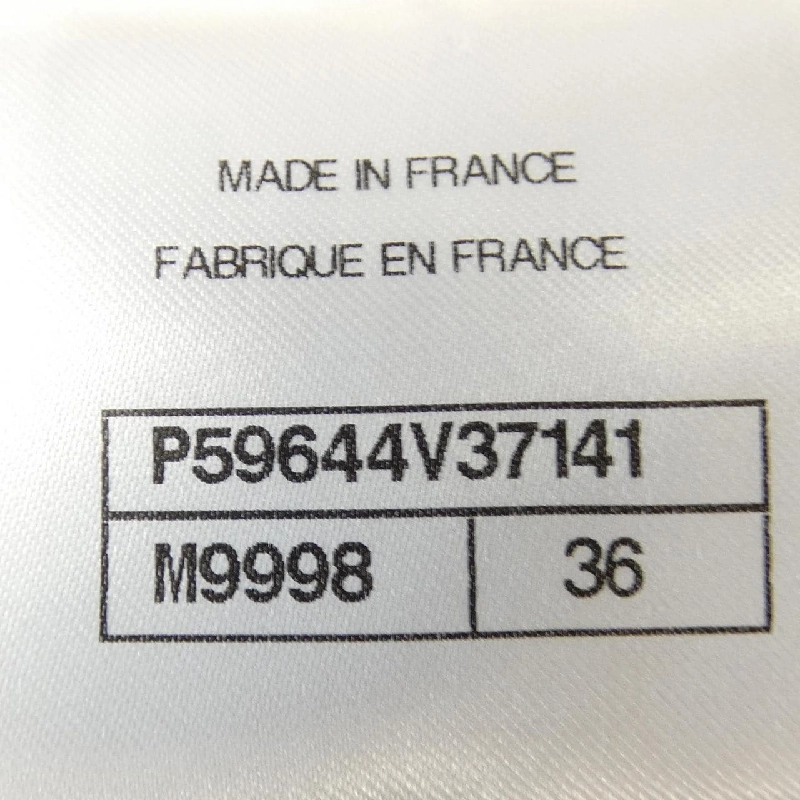 MADE IN FRANCE
FABRIQUE EN FRANCE
P59644V37141
M9998 36